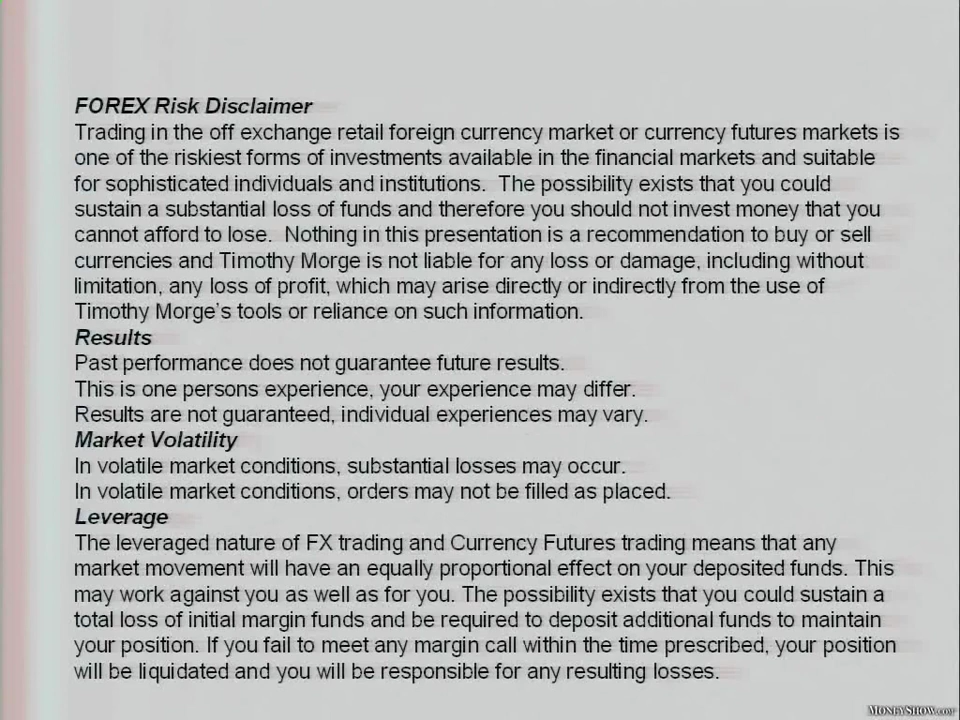 FOREX Risk Disclaimer
Trading in the off exchange retail foreign currency market or currency futures markets is
one of the riskiest forms of investments available in the financial markets and suitable
for sophisticated individuals and institutions.  The possibility exists that you could
sustain a substantial loss of funds and therefore you should not invest money that you
cannot afford to lose.  Nothing in this presentation is a recommendation to buy or sell
currencies and Timothy Morge is not liable for any loss or damage, including without
limitation, any loss of profit, which may arise directly or indirectly from the use of
Timothy Morge's tools or reliance on such information.
Results
Past performance does not guarantee future results.
This is one persons experience, your experience may differ.
Results are not guaranteed, individual experiences may vary.
Market Volatility
In volatile market conditions, substantial losses may occur.
In volatile market conditions, orders may not be filled as placed.
Leverage
The leveraged nature of FX trading and Currency Futures trading means that any
market movement will have an equally proportional effect on your deposited funds. This
may work against you as well as for you. The possibility exists that you could sustain a
total loss of initial margin funds and be required to deposit additional funds to maintain
your position. If you fail to meet any margin call within the time prescribed, your position
will be liquidated and you will be responsible for any resulting losses.
MONEYSHOW.COM